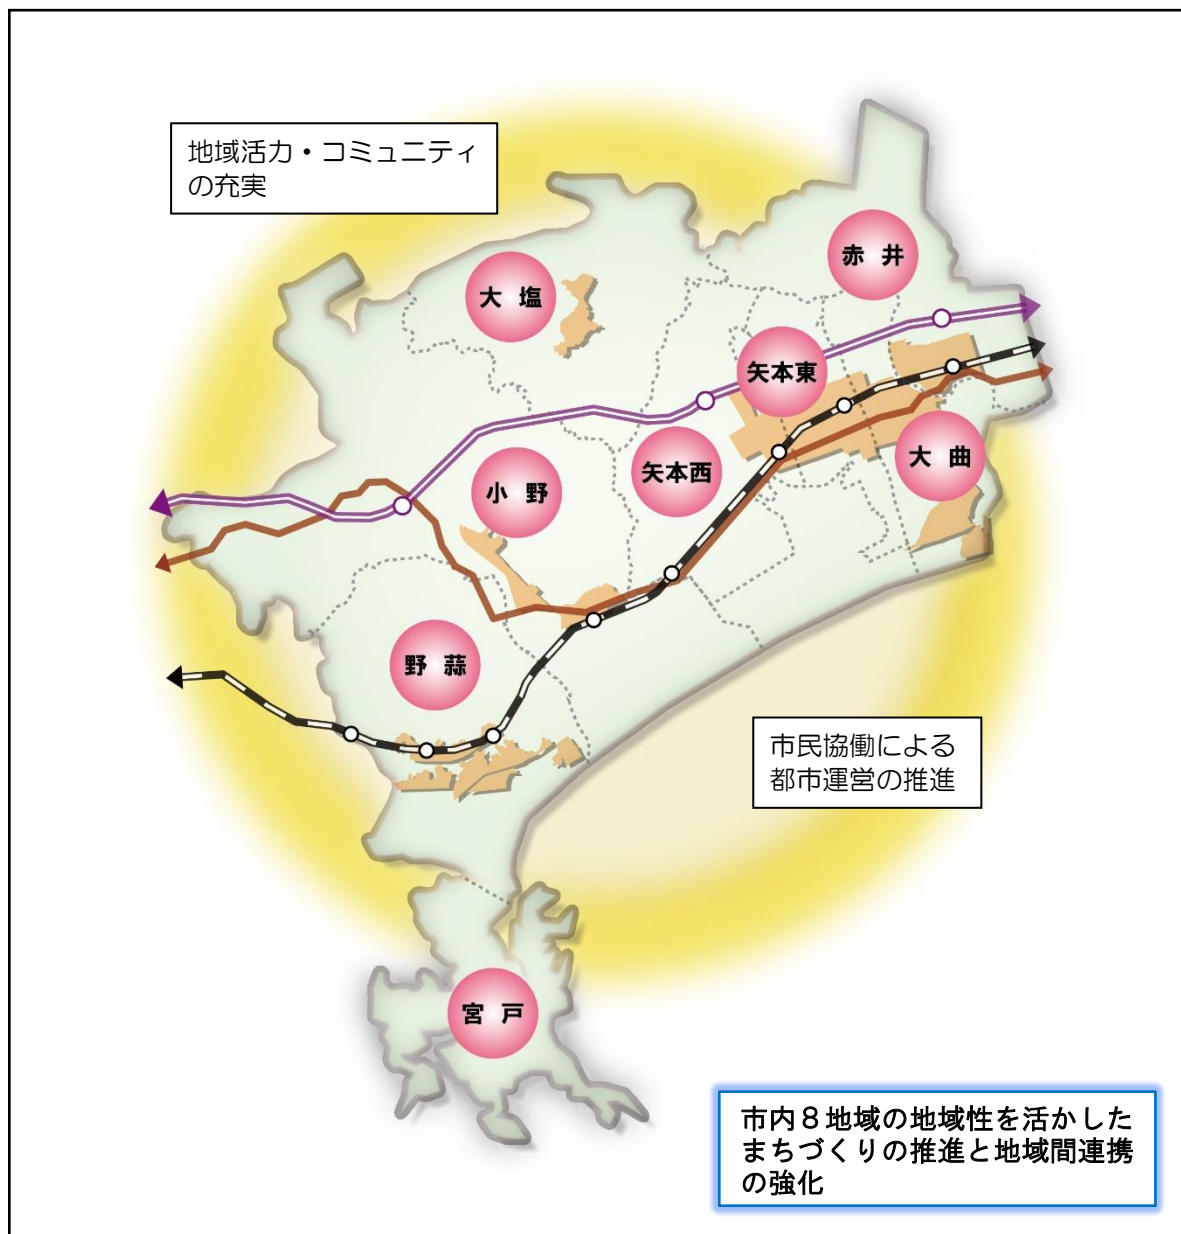 地域活力・コミュニティ
の充実
赤 井
大 塩
矢本東
大 曲
矢本西
小 野
野 蒜
市民協働による
都市運営の推進
宮 戸
市内８地域の地域性を活かした
まちづくりの推進と地域間連携
の強化